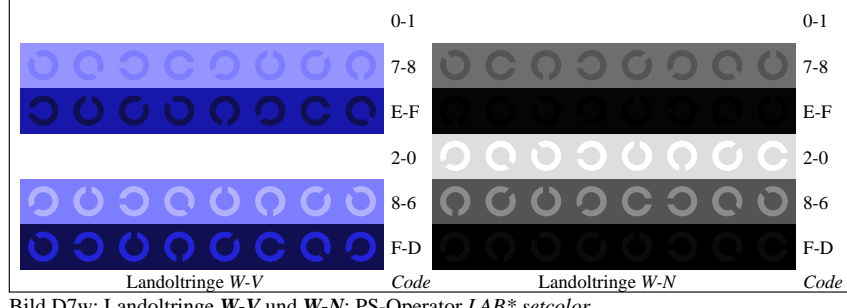 0-1 0-1
7-8 7-8
E-F E-F
2-0 2-0
8-6 8-6
F-D F-D
Landoltringe W-V Code Landoltringe W-N Code
Bild D7w: Landoltringe W-V und W-N; PS-Operator LAB* setcolor